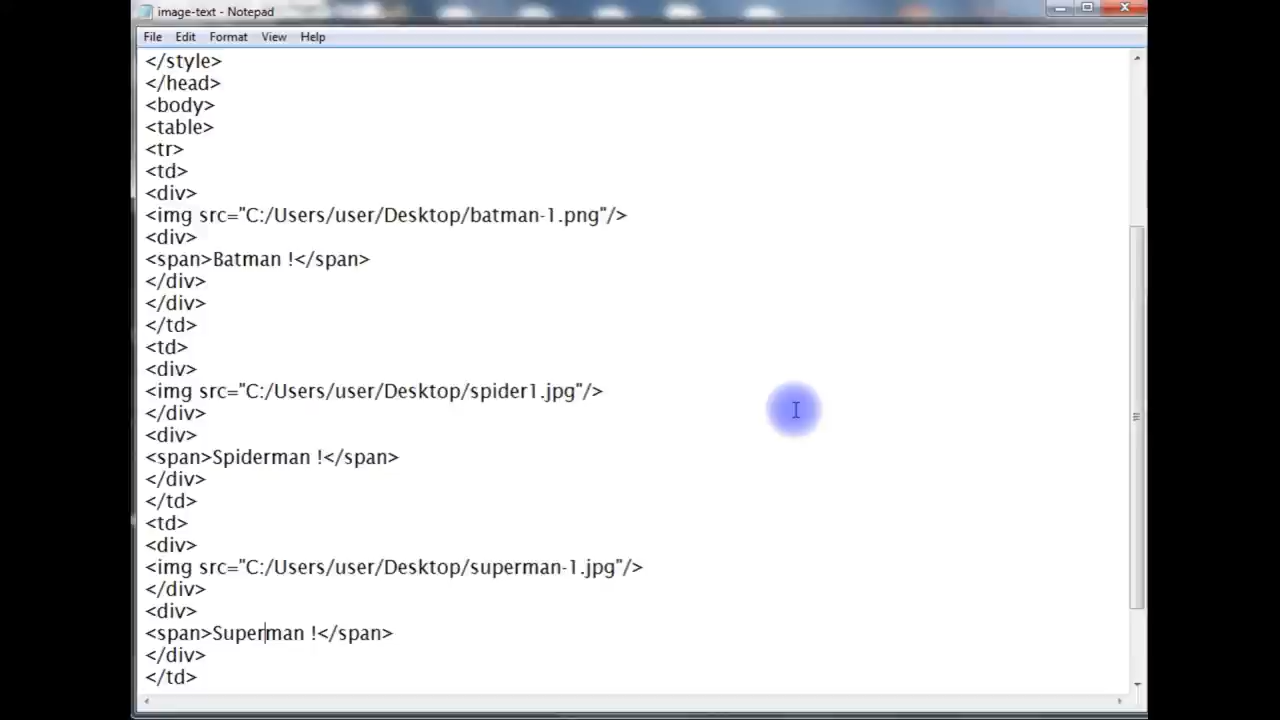 image-text - Notepad
File Edit Format View Help
</style>
</head>
<body>
<table>
<tr>
<td>
<div>
<img src="C:/Users/user/Desktop/batman-1.png"/>
<div>
<span>Batman !</span>
</div>
</div>
</td>
<td>
<div>
<img src="C:/Users/user/Desktop/spider1.jpg"/>
</div>
<div>
<span>Spiderman !</span>
</div>
</td>
<td>
<div>
<img src="C:/Users/user/Desktop/superman-1.jpg"/>
</div>
<div>
<span>Superman !</span>
</div>
</td>